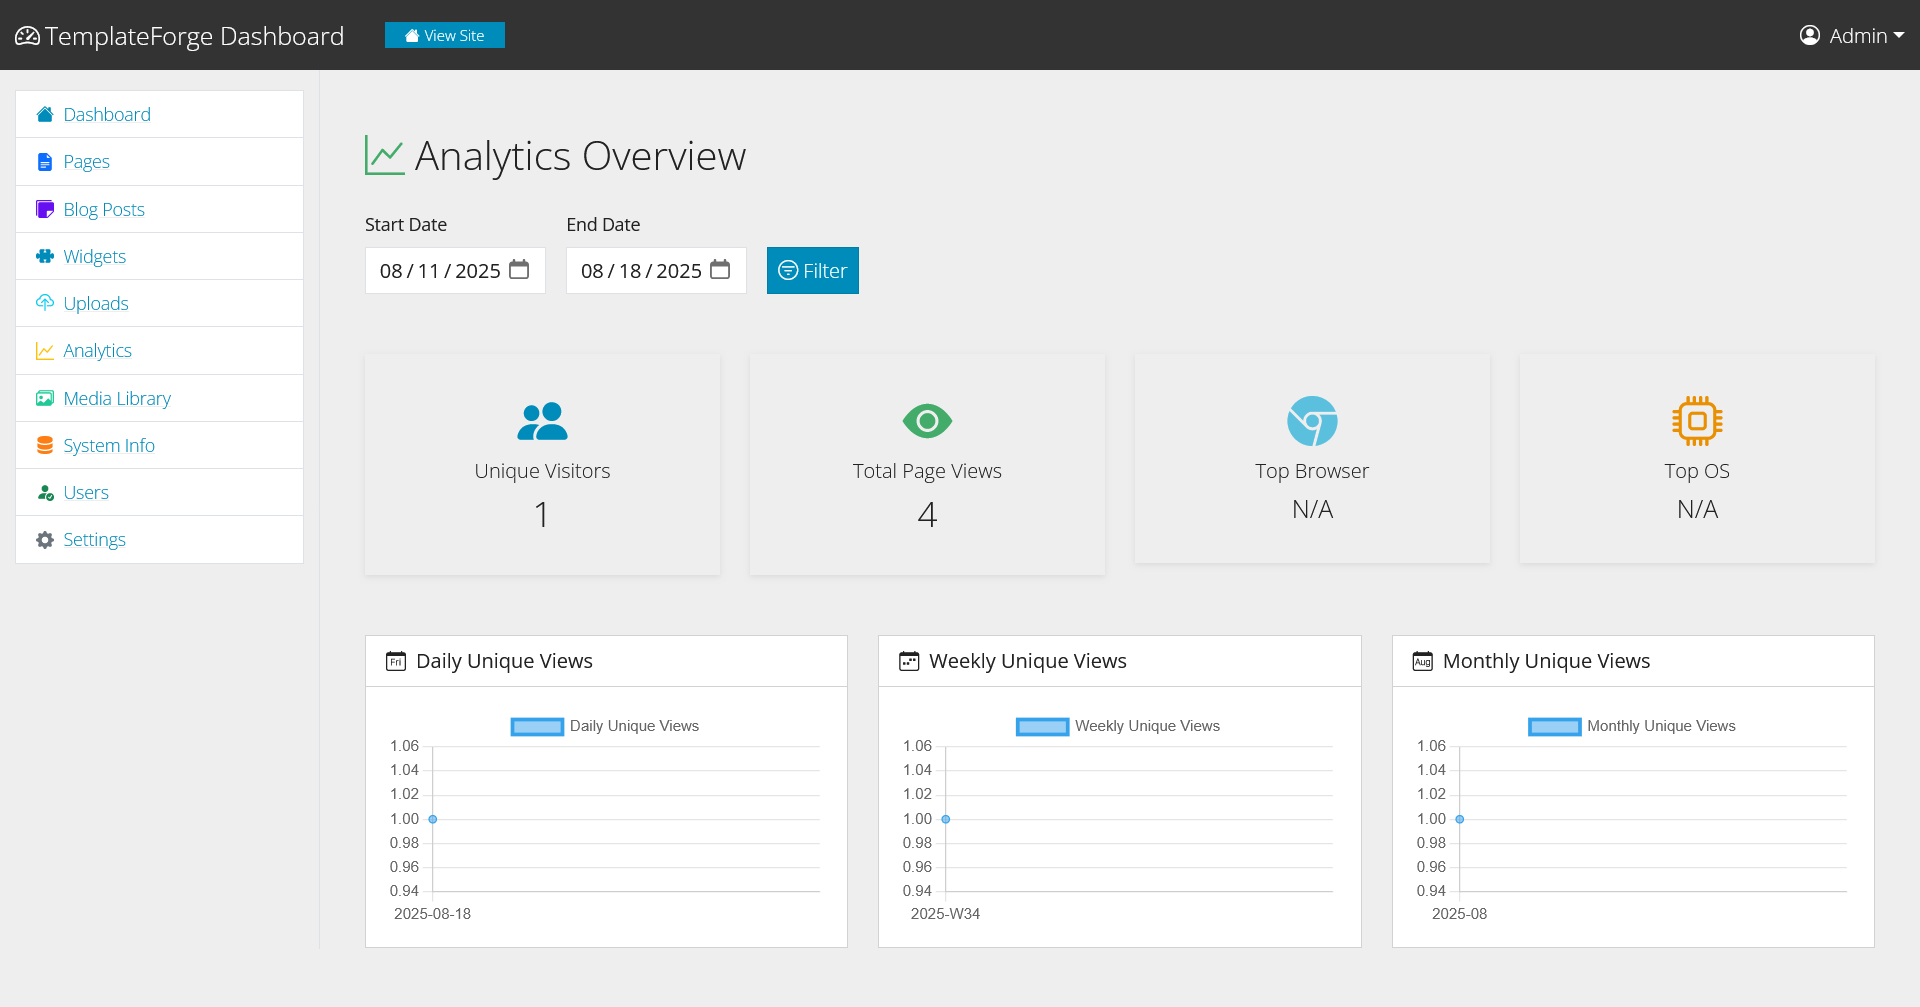 TemplateForge Dashboard
View Site
Admin
Dashboard
Pages
Blog Posts
Widgets
Uploads
Analytics
Media Library
System Info
Users
Settings
Analytics Overview
Start Date
End Date
08 / 11 / 2025
08 / 18 / 2025
Filter
Unique Visitors
1
Total Page Views
4
Top Browser
N/A
Top OS
N/A
Fri
Daily Unique Views
Daily Unique Views
1.06
1.04
1.02
1.00
0.98
0.96
0.94
2025-08-18
Weekly Unique Views
Weekly Unique Views
1.06
1.04
1.02
1.00
0.98
0.96
0.94
2025-W34
Aug
Monthly Unique Views
Monthly Unique Views
1.06
1.04
1.02
1.00
0.98
0.96
0.94
2025-08